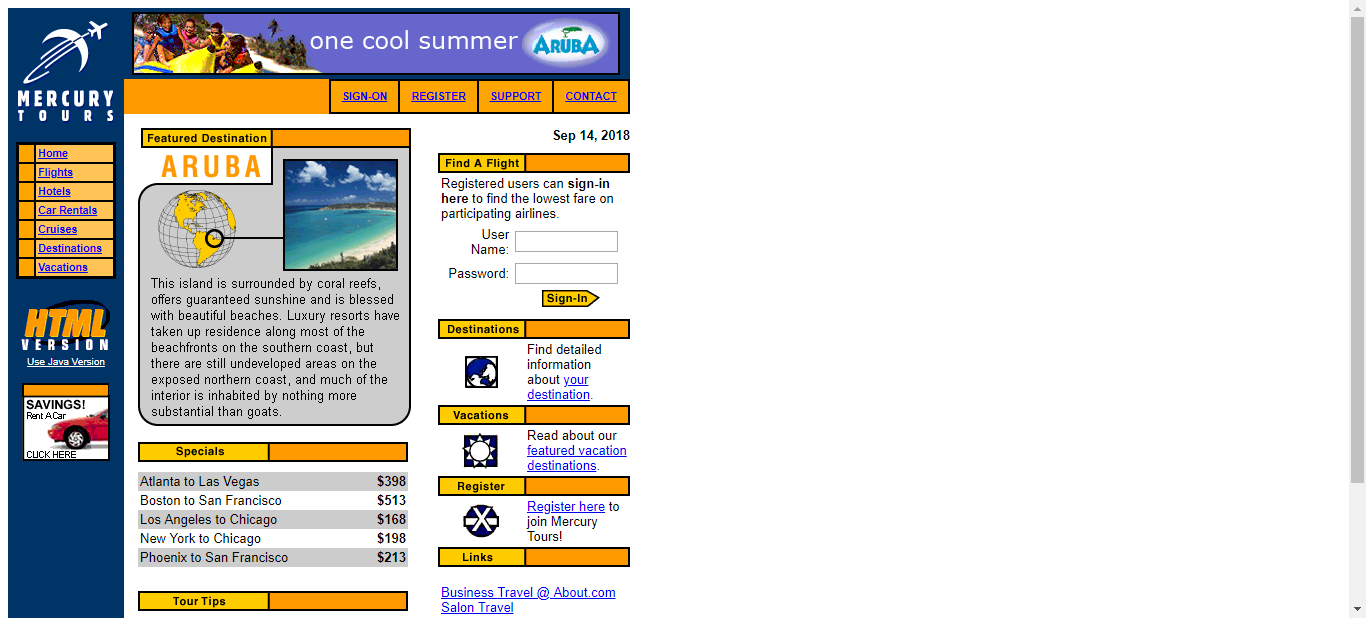 one cool summer
ARUBA
MERCURY
TOURS
SIGN-ON
REGISTER
SUPPORT
CONTACT
Home
Flights
Hotels
Car Rentals
Cruises
Destinations
Vacations
HTML
VERSION
Use Java Version
SAVINGS!
Rent A Car
CLICK HERE
Featured Destination
ARUBA
This island is surrounded by coral reefs,
offers guaranteed sunshine and is blessed
with beautiful beaches. Luxury resorts have
taken up residence along most of the
beachfronts on the southern coast, but
there are still undeveloped areas on the
exposed northern coast, and much of the
interior is inhabited by nothing more
substantial than goats.
Specials
Atlanta to Las Vegas $398
Boston to San Francisco $513
Los Angeles to Chicago $168
New York to Chicago $198
Phoenix to San Francisco $213
Tour Tips
Sep 14, 2018
Find A Flight
Registered users can sign-in
here to find the lowest fare on
participating airlines.
User
Name:
Password:
Sign-In
Destinations
Find detailed
information
about your
destination.
Vacations
Read about our
featured vacation
destinations.
Register
Register here to
join Mercury
Tours!
Links
Business Travel @ About.com
Salon Travel